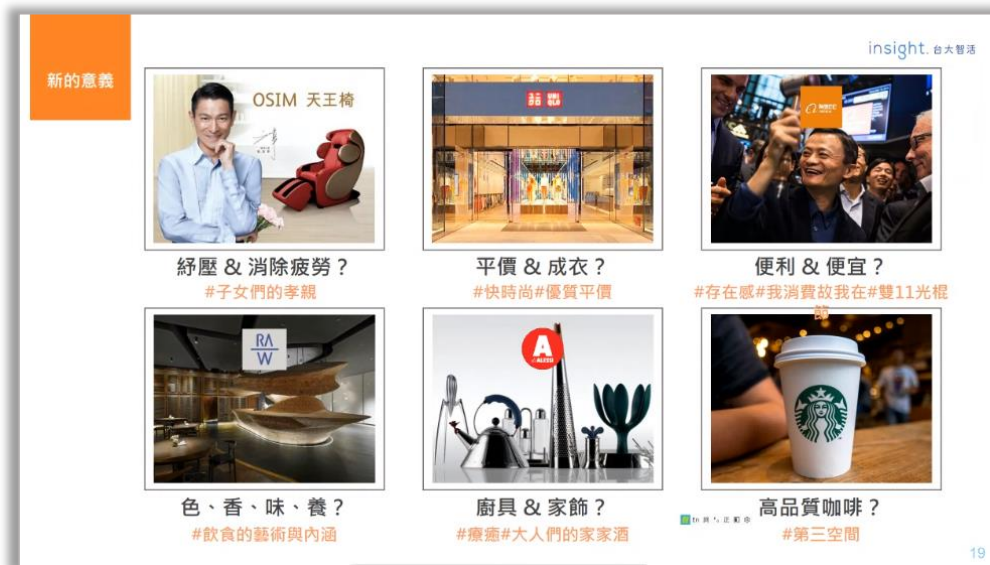 新的意義
insight. 台大智活
OSIM 天王椅
UNI
QLO
紓壓 & 消除疲勞？
#子女們的孝親
平價 & 成衣？
#快時尚#優質平價
便利 & 便宜？
#存在感#我消費故我在#雙11光棍
節
RA
W
A
色、香、味、養？
#飲食的藝術與內涵
廚具 & 家飾？
#療癒#大人們的家家酒
高品質咖啡？
#第三空間
19